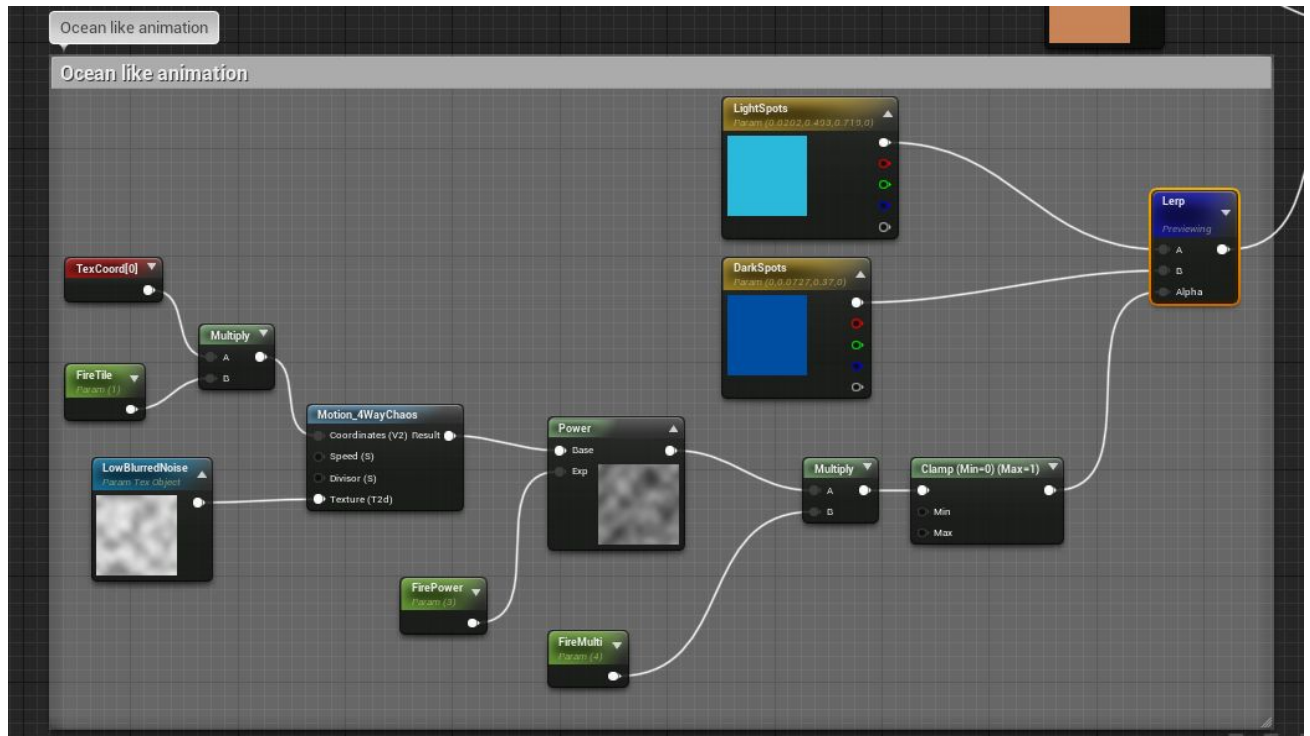 Ocean like animation
Ocean like animation
LightSpots
Param (0.0202,0.493,0.719,0)
Lerp
Previewing
A
B
Alpha
DarkSpots
Param (0,0.0727,0.37,0)
TexCoord[0]
Multiply
A
B
FireTile
Param (1)
Motion_4WayChaos
Coordinates (V2) Result
Speed (S)
Divisor (S)
Texture (T2d)
LowBlurredNoise
Param Tex Object
Power
Base
Exp
Multiply
A
B
Clamp (Min=0) (Max=1)
Min
Max
FirePower
Param (3)
FireMulti
Param (4)